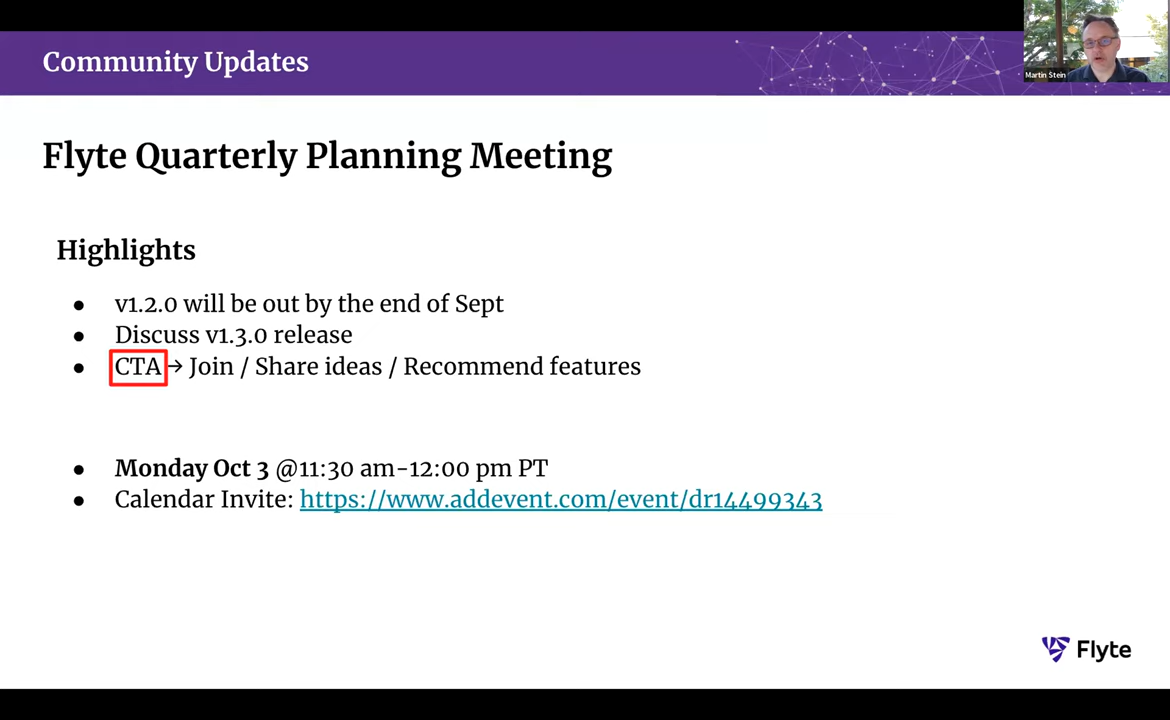 Community Updates
Martin Stein
Flyte Quarterly Planning Meeting
Highlights
● v1.2.0 will be out by the end of Sept
● Discuss v1.3.0 release
● CTA → Join / Share ideas / Recommend features
● Monday Oct 3 @11:30 am-12:00 pm PT
● Calendar Invite: https://www.addevent.com/event/dr14499343
Flyte